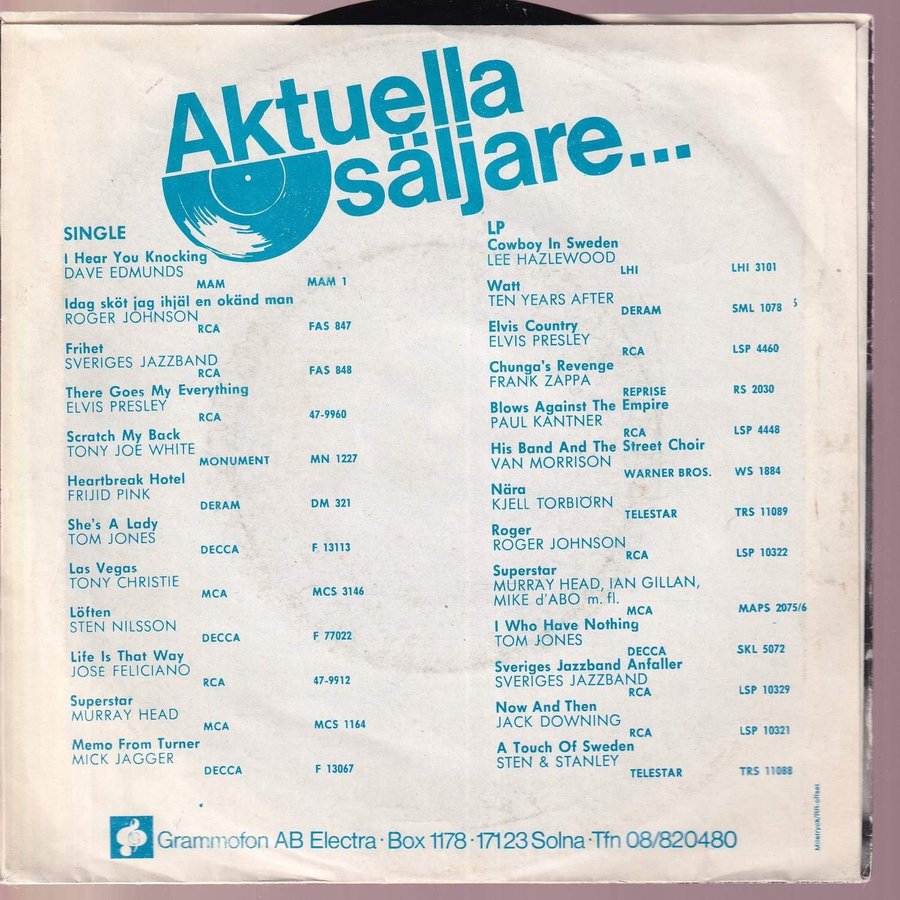 Aktuella
säljare...
SINGLE
I Hear You Knocking
DAVE EDMUNDS
MAM MAM 1
Idag sköt jag ihjäl en okänd man
ROGER JOHNSON
RCA FAS 847
Frihet
SVERIGES JAZZBAND
RCA FAS 848
There Goes My Everything
ELVIS PRESLEY
RCA 47-9960
Scratch My Back
TONY JOE WHITE
MONUMENT MN 1227
Heartbreak Hotel
FRIJID PINK
DERAM DM 321
She's A Lady
TOM JONES
DECCA F 13113
Las Vegas
TONY CHRISTIE
MCA MCS 3146
Löften
STEN NILSSON
DECCA F 77022
Life Is That Way
JOSE FELICIANO
RCA 47-9912
Superstar
MURRAY HEAD
MCA MCS 1164
Memo From Turner
MICK JAGGER
DECCA F 13067
LP
Cowboy In Sweden
LEE HAZLEWOOD
LHI LHI 3101
Watt
TEN YEARS AFTER
DERAM SML 1078 5
Elvis Country
ELVIS PRESLEY
RCA LSP 4460
Chunga's Revenge
FRANK ZAPPA
REPRISE RS 2030
Blows Against The Empire
PAUL KANTNER
RCA LSP 4448
His Band And The Street Choir
VAN MORRISON
WARNER BROS. WS 1884
Nära
KJELL TORBIÖRN
TELESTAR TRS 11089
Roger
ROGER JOHNSON
RCA LSP 10322
Superstar
MURRAY HEAD, IAN GILLAN,
MIKE d'ABO m. fl.
MCA MAPS 2075/6
I Who Have Nothing
TOM JONES
DECCA SKL 5072
Sveriges Jazzband Anfaller
SVERIGES JAZZBAND
RCA LSP 10329
Now And Then
JACK DOWNING
RCA LSP 10321
A Touch Of Sweden
STEN & STANLEY
TELESTAR TRS 11088
Grammofon AB Electra · Box 1178 · 171 23 Solna · Tfn 08/820480